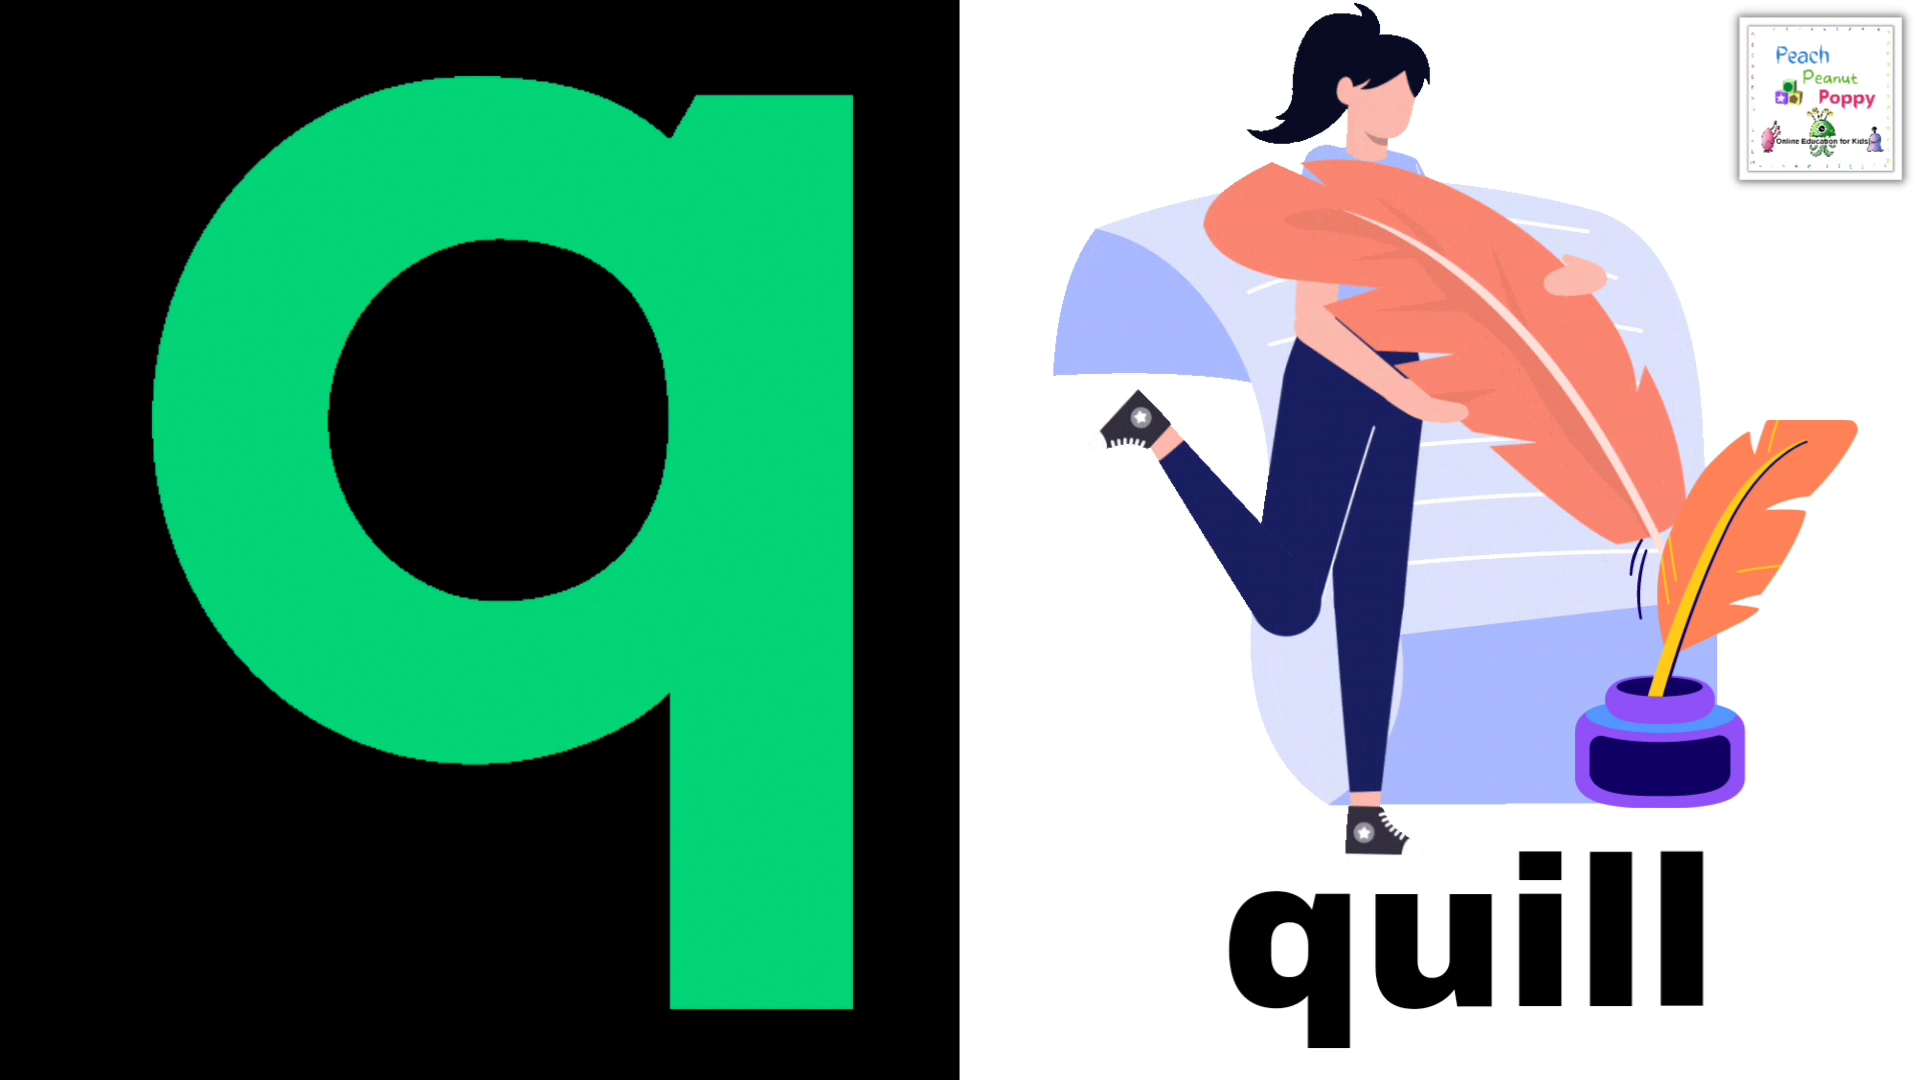 q
quill
Peach
Peanut
Poppy
Online Education for Kids